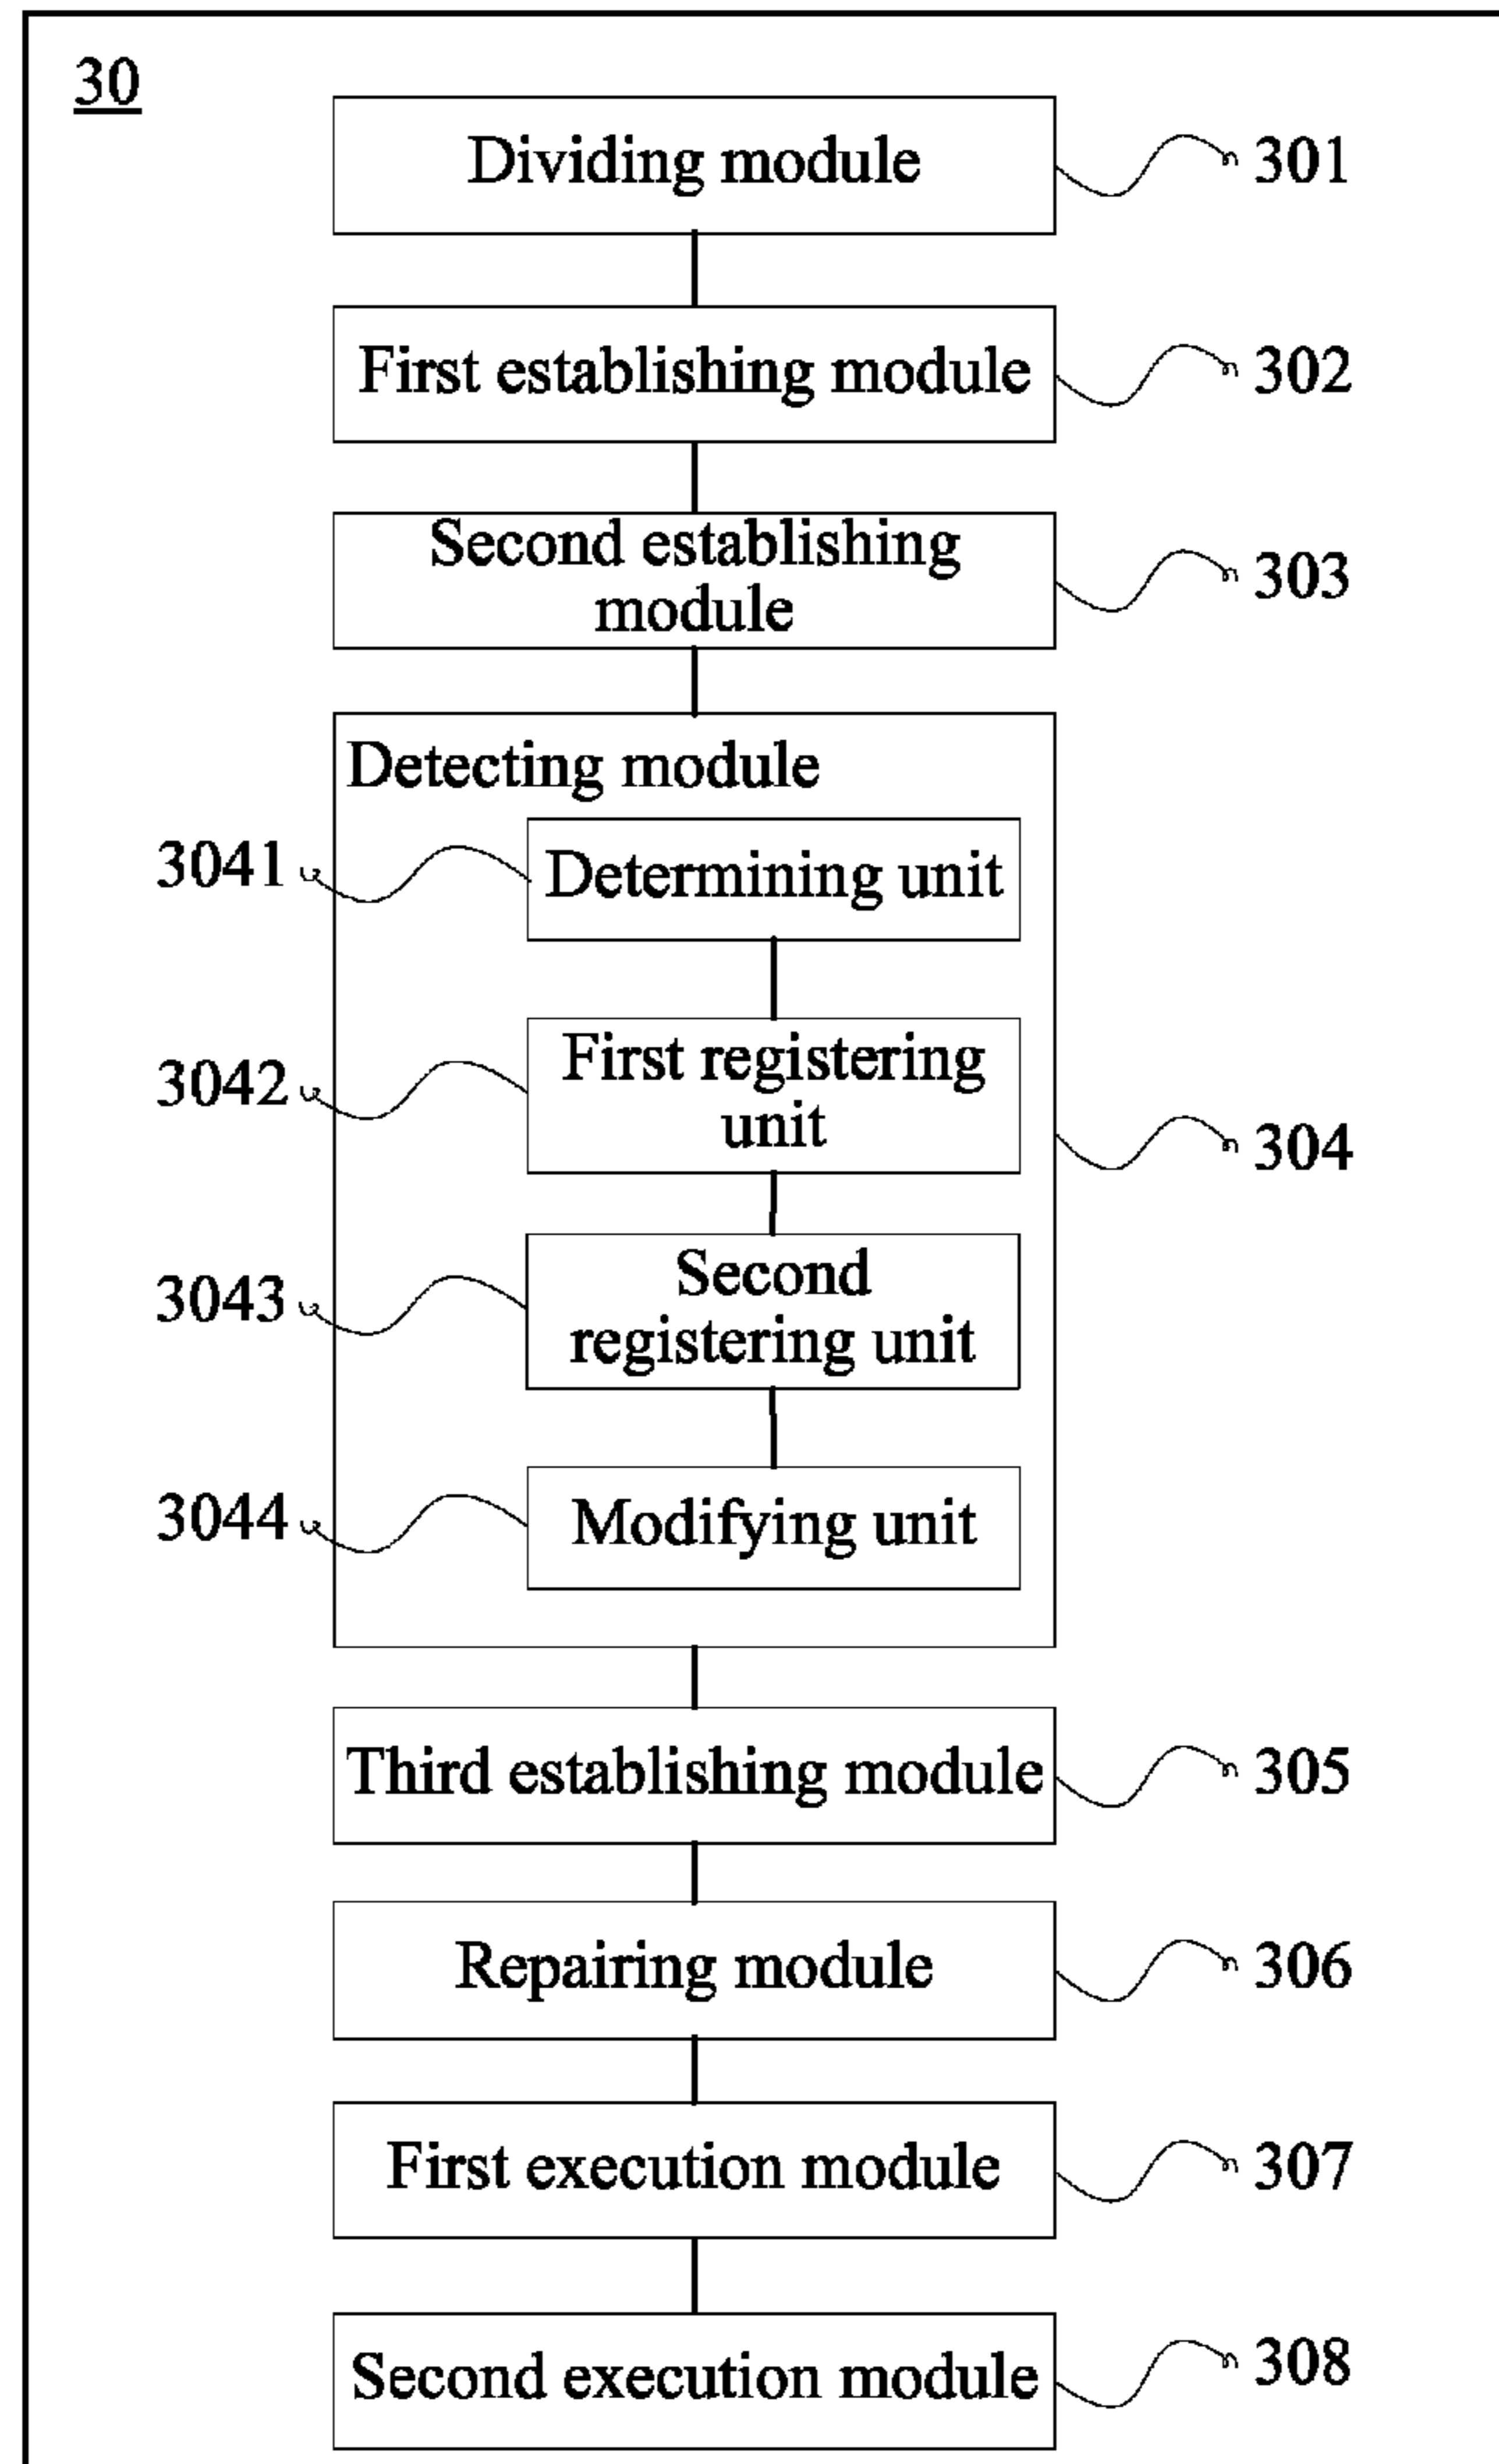 30
Dividing module
301
First establishing module
302
Second establishing
module
303
Detecting module
3041
Determining unit
3042
First registering
unit
304
3043
Second
registering unit
3044
Modifying unit
Third establishing module
305
Repairing module
306
First execution module
307
Second execution module
308